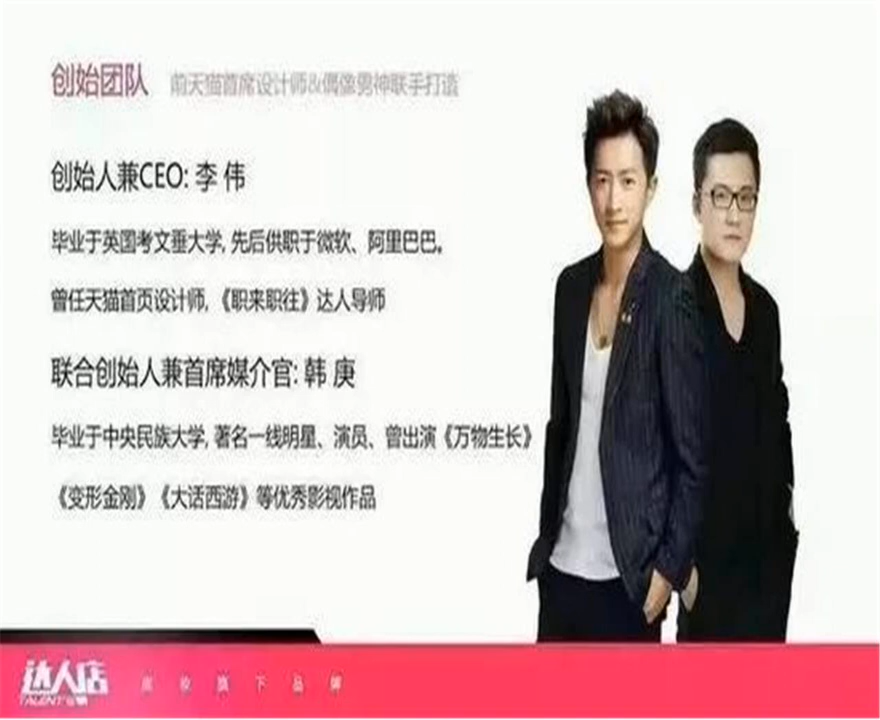 创始团队 前天猫首席设计师&偶像男神联手打造
创始人兼CEO: 李 伟
毕业于英国考文垂大学, 先后供职于微软、阿里巴巴。
曾任天猫首页设计师, 《职来职往》达人导师
联合创始人兼首席媒介官: 韩 庚
毕业于中央民族大学, 著名一线明星、演员、曾出演《万物生长》
《变形金刚》《大话西游》等优秀影视作品
达人店
旗 下 品 牌